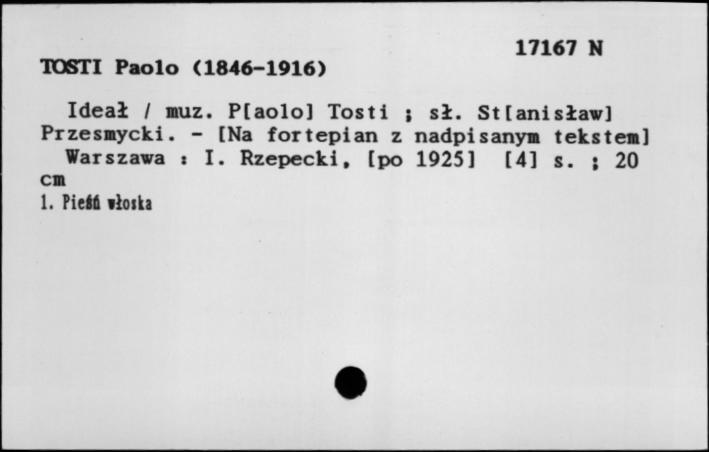 17167 N
TOSTI Paolo (1846-1916)
Ideał / muz. P[aolo] Tosti ; sł. St[anisław]
Przesmycki. - [Na fortepian z nadpisanym tekstem]
Warszawa : I. Rzepecki, [po 1925] [4] s. ; 20
cm
1. Pieśń włoska